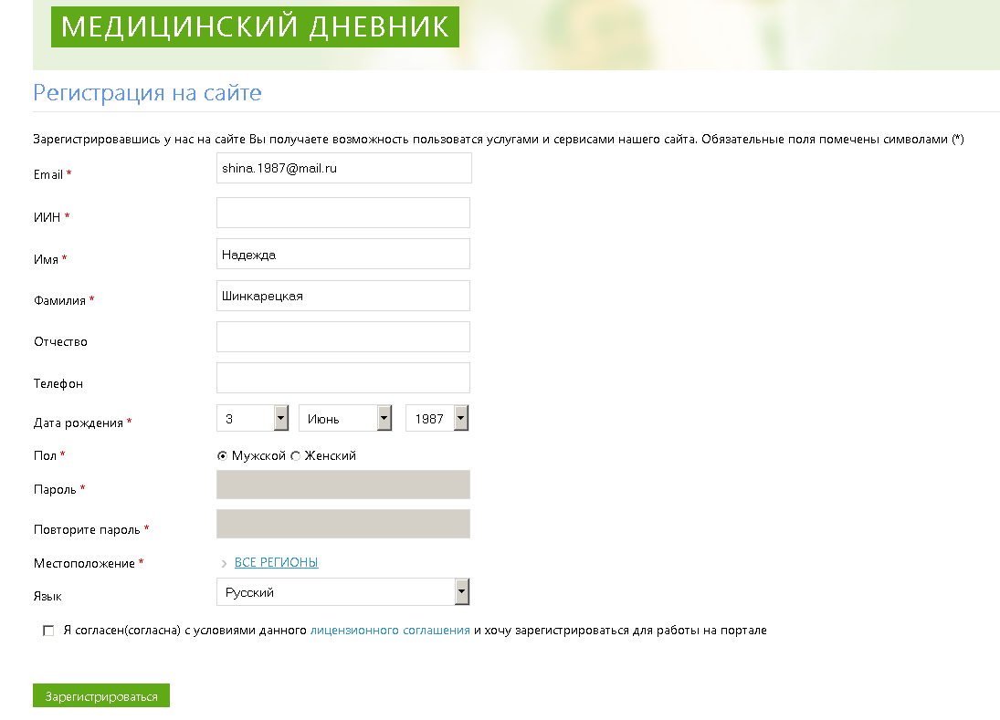 МЕДИЦИНСКИЙ ДНЕВНИК
Регистрация на сайте
Зарегистрировавшись у нас на сайте Вы получаете возможность пользоватся услугами и сервисами нашего сайта. Обязательные поля помечены символами (*)
Email * shina.1987@mail.ru
ИИН *
Имя * Надежда
Фамилия * Шинкарецкая
Отчество
Телефон
Дата рождения * 3 Июнь 1987
Пол * Мужской Женский
Пароль *
Повторите пароль *
Местоположение * ВСЕ РЕГИОНЫ
Язык Русский
Я согласен(согласна) с условиями данного лицензионного соглашения и хочу зарегистрироваться для работы на портале
Зарегистрироваться